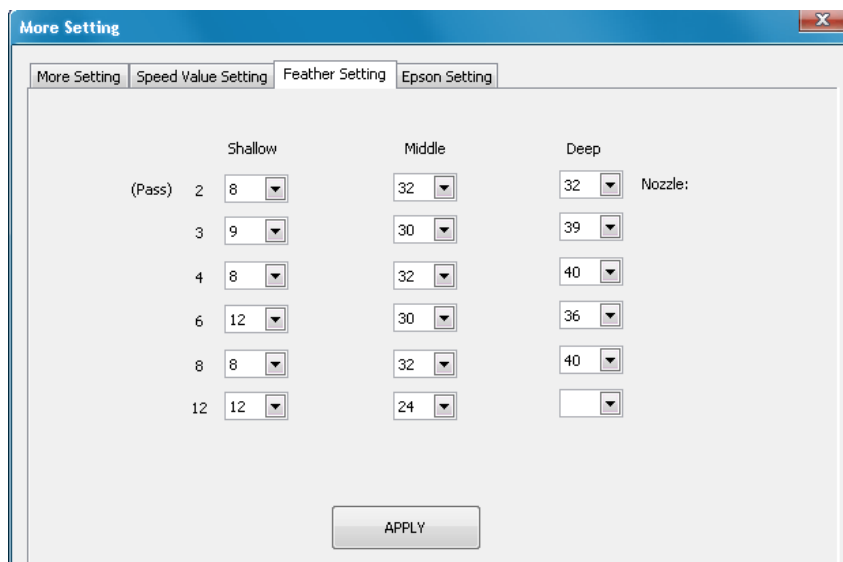 More Setting
More Setting Speed Value Setting Feather Setting Epson Setting
Shallow Middle Deep
(Pass) 2 8 32 32 Nozzle:
3 9 30 39
4 8 32 40
6 12 30 36
8 8 32 40
12 12 24
APPLY